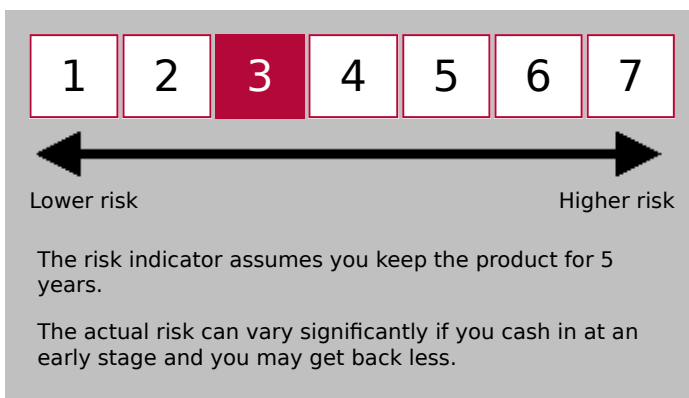 1 2 3 4 5 6 7
Lower risk Higher risk
The risk indicator assumes you keep the product for 5
years.
The actual risk can vary significantly if you cash in at an
early stage and you may get back less.